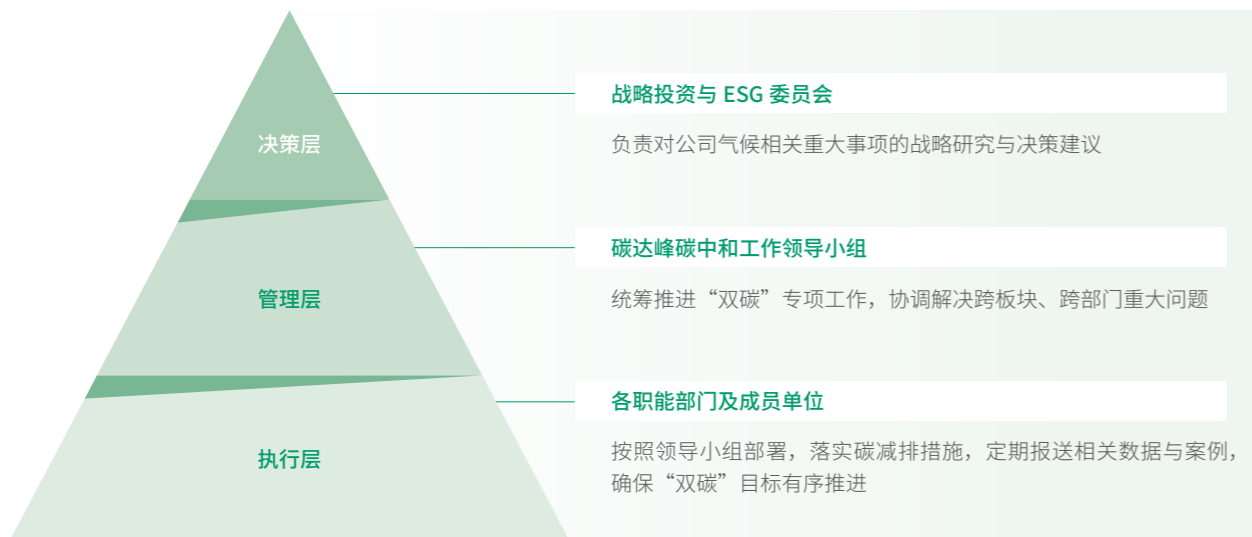 决策层
战略投资与 ESG 委员会
负责对公司气候相关重大事项的战略研究与决策建议
管理层
碳达峰碳中和工作领导小组
统筹推进“双碳”专项工作，协调解决跨板块、跨部门重大问题
执行层
各职能部门及成员单位
按照领导小组部署，落实碳减排措施，定期报送相关数据与案例，
确保“双碳”目标有序推进